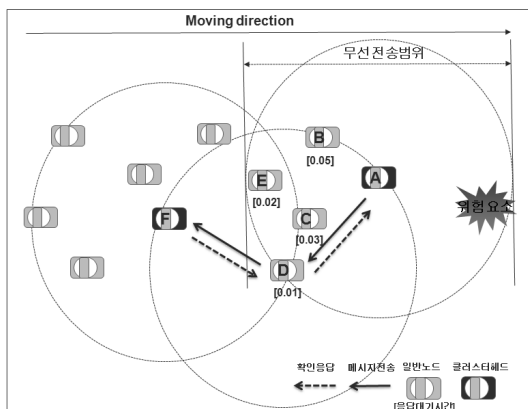 Moving direction
무선 전송범위
B
[0.05]
A
E
[0.02]
위험 요소
F
C
[0.03]
D
[0.01]
확인응답 메시지전송 일반노드 클러스터헤드
[응답대기시간]